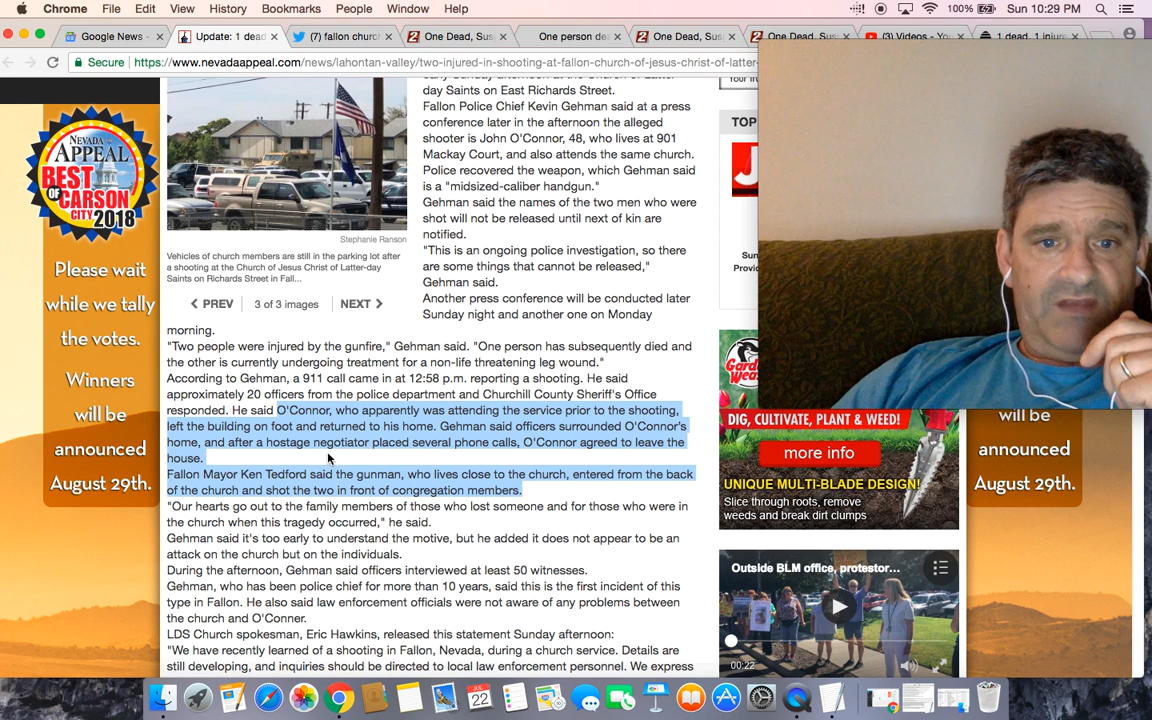 Chrome File Edit View History Bookmarks People Window Help 100% Sun 10:29 PM
Google News - Update: 1 dead (7) fallon churc One Dead, Sus One person de One Dead, Sus One Dead, Sus (3) Videos - You 1 dead, 1 injure
Secure https://www.nevadaappeal.com/news/lahontan-valley/two-injured-in-shooting-at-fallon-church-of-jesus-christ-of-latter-
NEVADA
APPEAL
BEST
OF
CARSON
CITY 2018
Please wait
while we tally
the votes.
Winners
will be
announced
August 29th.
Stephanie Ranson
Vehicles of church members are still in the parking lot after
a shooting at the Church of Jesus Christ of Latter-day
Saints on Richards Street in Fall...
PREV 3 of 3 images NEXT
early Sunday afternoon at the Church of Latter-
day Saints on East Richards Street.
Fallon Police Chief Kevin Gehman said at a press
conference later in the afternoon the alleged
shooter is John O'Connor, 48, who lives at 901
Mackay Court, and also attends the same church.
Police recovered the weapon, which Gehman said
is a "midsized-caliber handgun."
Gehman said the names of the two men who were
shot will not be released until next of kin are
notified.
"This is an ongoing police investigation, so there
are some things that cannot be released,"
Gehman said.
Another press conference will be conducted later
Sunday night and another one on Monday
morning.
"Two people were injured by the gunfire," Gehman said. "One person has subsequently died and
the other is currently undergoing treatment for a non-life threatening leg wound."
According to Gehman, a 911 call came in at 12:58 p.m. reporting a shooting. He said
approximately 20 officers from the police department and Churchill County Sheriff's Office
responded. He said O'Connor, who apparently was attending the service prior to the shooting,
left the building on foot and returned to his home. Gehman said officers surrounded O'Connor's
home, and after a hostage negotiator placed several phone calls, O'Connor agreed to leave the
house.
Fallon Mayor Ken Tedford said the gunman, who lives close to the church, entered from the back
of the church and shot the two in front of congregation members.
"Our hearts go out to the family members of those who lost someone and for those who were in
the church when this tragedy occurred," he said.
Gehman said it's too early to understand the motive, but he added it does not appear to be an
attack on the church but on the individuals.
During the afternoon, Gehman said officers interviewed at least 50 witnesses.
Gehman, who has been police chief for more than 10 years, said this is the first incident of this
type in Fallon. He also said law enforcement officials were not aware of any problems between
the church and O'Conner.
LDS Church spokesman, Eric Hawkins, released this statement Sunday afternoon:
"We have recently learned of a shooting in Fallon, Nevada, during a church service. Details are
still developing, and inquiries should be directed to local law enforcement personnel. We express
TOP
Sun
Provic
DIG, CULTIVATE, PLANT & WEED!
more info
UNIQUE MULTI-BLADE DESIGN!
Slice through roots, remove
weeds and break dirt clumps
Outside BLM office, protestor...
00:22
will be
announced
August 29th.
JUL
22